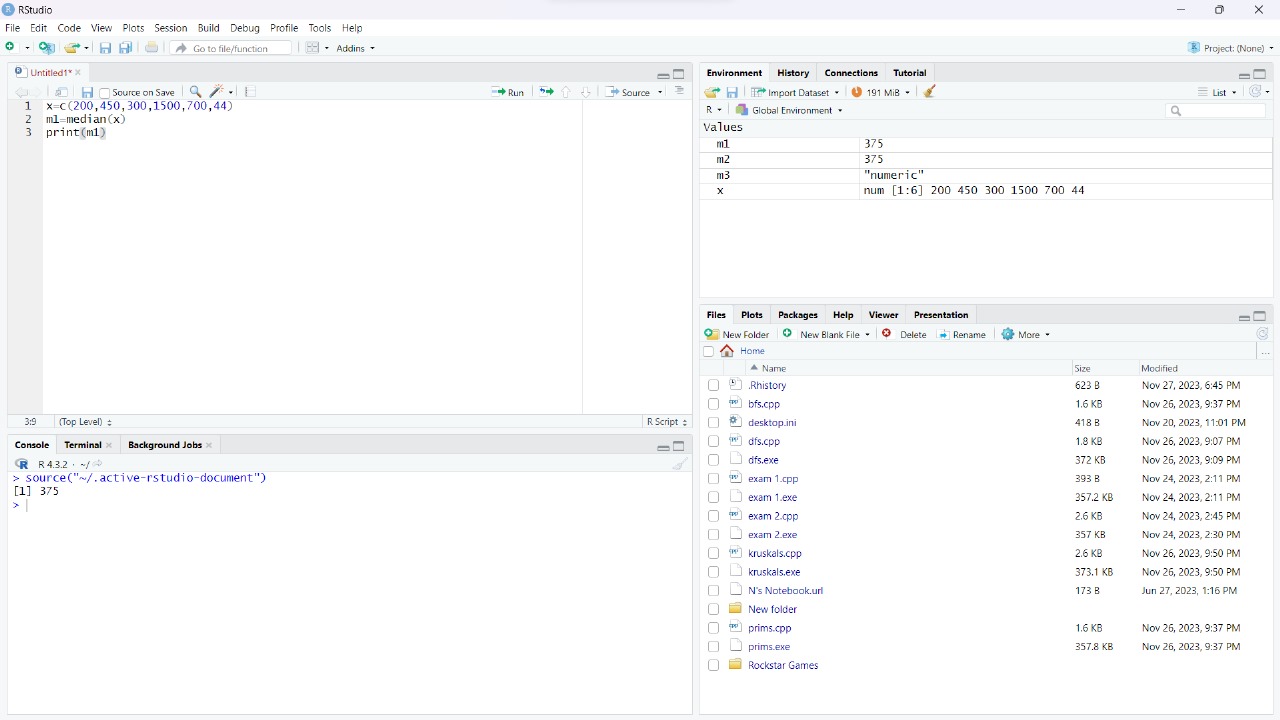 RStudio
File Edit Code View Plots Session Build Debug Profile Tools Help
Go to file/function Addins Project: (None)
Untitled1*
Source on Save Run Source
1 x=c(200,450,300,1500,700,44)
2 m1=median(x)
3 print(m1)
3:9 (Top Level) R Script
Console Terminal Background Jobs
R 4.3.2 · ~/
> source("~/.active-rstudio-document")
[1] 375
>
Environment History Connections Tutorial
Import Dataset 191 MiB List
R Global Environment
Values
m1 375
m2 375
m3 "numeric"
x num [1:6] 200 450 300 1500 700 44
Files Plots Packages Help Viewer Presentation
New Folder New Blank File Delete Rename More
Home ...
Name Size Modified
.Rhistory 623 B Nov 27, 2023, 6:45 PM
bfs.cpp 1.6 KB Nov 26, 2023, 9:37 PM
desktop.ini 418 B Nov 20, 2023, 11:01 PM
dfs.cpp 1.8 KB Nov 26, 2023, 9:07 PM
dfs.exe 372 KB Nov 26, 2023, 9:09 PM
exam 1.cpp 393 B Nov 24, 2023, 2:11 PM
exam 1.exe 357.2 KB Nov 24, 2023, 2:11 PM
exam 2.cpp 2.6 KB Nov 24, 2023, 2:45 PM
exam 2.exe 357 KB Nov 24, 2023, 2:30 PM
kruskals.cpp 2.6 KB Nov 26, 2023, 9:50 PM
kruskals.exe 373.1 KB Nov 26, 2023, 9:50 PM
N's Notebook.url 173 B Jun 27, 2023, 1:16 PM
New folder
prims.cpp 1.6 KB Nov 26, 2023, 9:37 PM
prims.exe 357.8 KB Nov 26, 2023, 9:37 PM
Rockstar Games